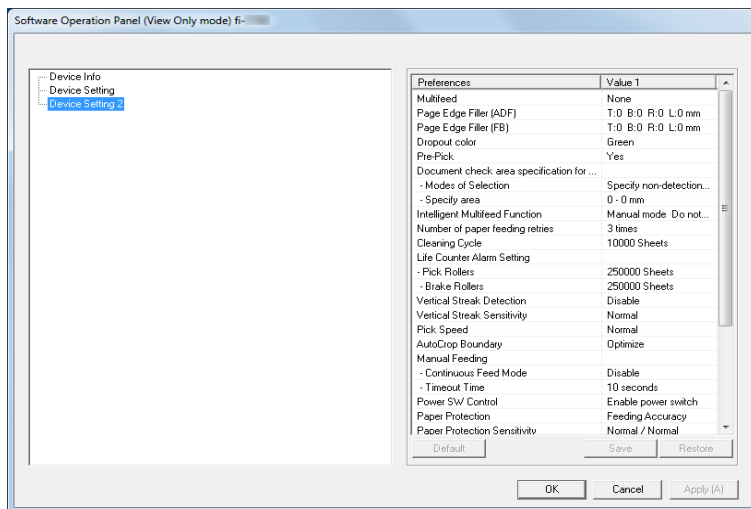 Software Operation Panel (View Only mode) fi-
Device Info
Device Setting
Device Setting 2
Preferences Value 1
Multifeed None
Page Edge Filler (ADF) T:0 B:0 R:0 L:0 mm
Page Edge Filler (FB) T:0 B:0 R:0 L:0 mm
Dropout color Green
Pre-Pick Yes
Document check area specification for ...
- Modes of Selection Specify non-detection...
- Specify area 0 - 0 mm
Intelligent Multifeed Function Manual mode Do not...
Number of paper feeding retries 3 times
Cleaning Cycle 10000 Sheets
Life Counter Alarm Setting
- Pick Rollers 250000 Sheets
- Brake Rollers 250000 Sheets
Vertical Streak Detection Disable
Vertical Streak Sensitivity Normal
Pick Speed Normal
AutoCrop Boundary Optimize
Manual Feeding
- Continuous Feed Mode Disable
- Timeout Time 10 seconds
Power SW Control Enable power switch
Paper Protection Feeding Accuracy
Paper Protection Sensitivity Normal / Normal
Default Save Restore
OK Cancel Apply (A)